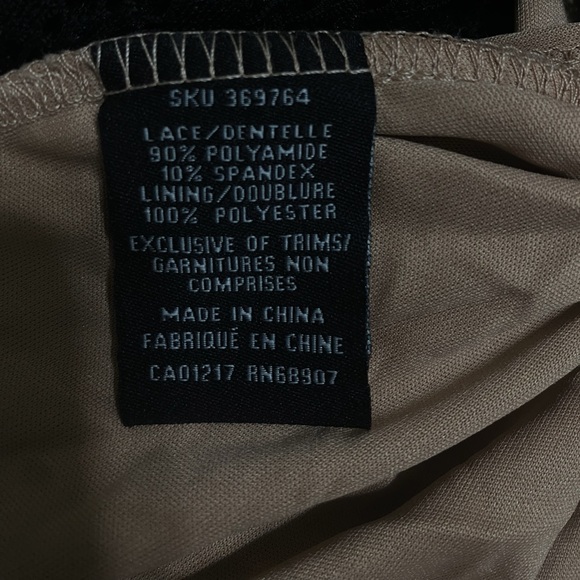 SKU 369764
LACE/DENTELLE
90% POLYAMIDE
10% SPANDEX
LINING/DOUBLURE
100% POLYESTER
EXCLUSIVE OF TRIMS/
GARNITURES NON
COMPRISES
MADE IN CHINA
FABRIQUÉ EN CHINE
CA01217 RN68907